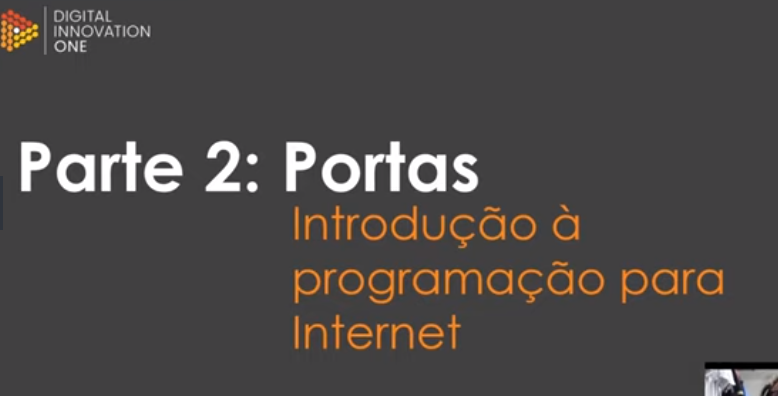 DIGITAL
INNOVATION
ONE
Parte 2: Portas
Introdução à
programação para
Internet